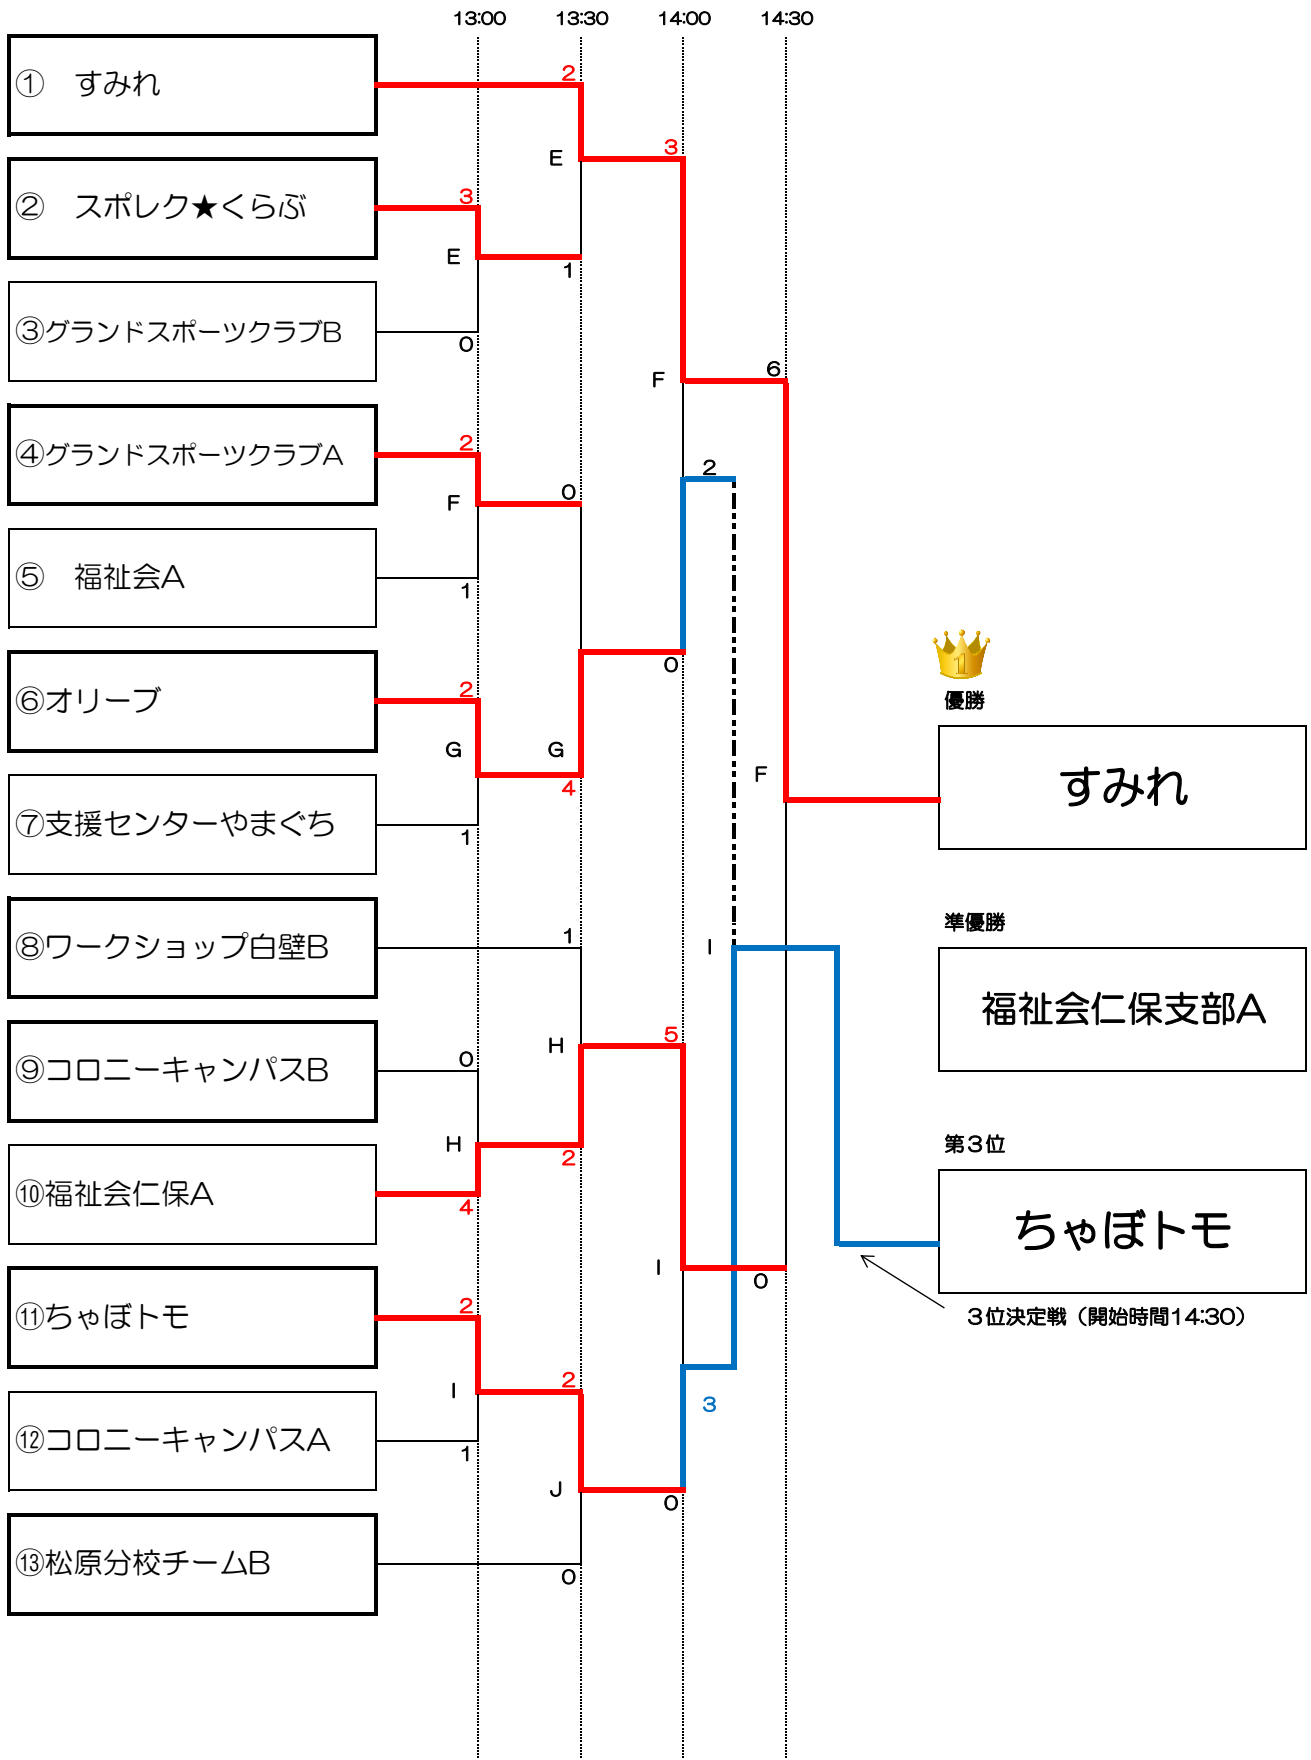 13:00 13:30 14:00 14:30
2
① すみれ
3
E
3
② スポレク★くらぶ
E
1
③グランドスポーツクラブB
0
6
F
2
④グランドスポーツクラブA
2
0
F
⑤ 福祉会A
1
0
優勝
2
⑥オリーブ
G G
F
すみれ
4
⑦支援センターやまぐち
1
準優勝
1
⑧ワークショップ白壁B
I
福祉会仁保支部A
5
H
0
⑨コロニーキャンパスB
H
第３位
2
⑩福祉会仁保A
4
ちゃぼトモ
I
0
2
⑪ちゃぼトモ
３位決定戦（開始時間14:30）
2
I
3
⑫コロニーキャンパスA
1
J
0
⑬松原分校チームB
0
1